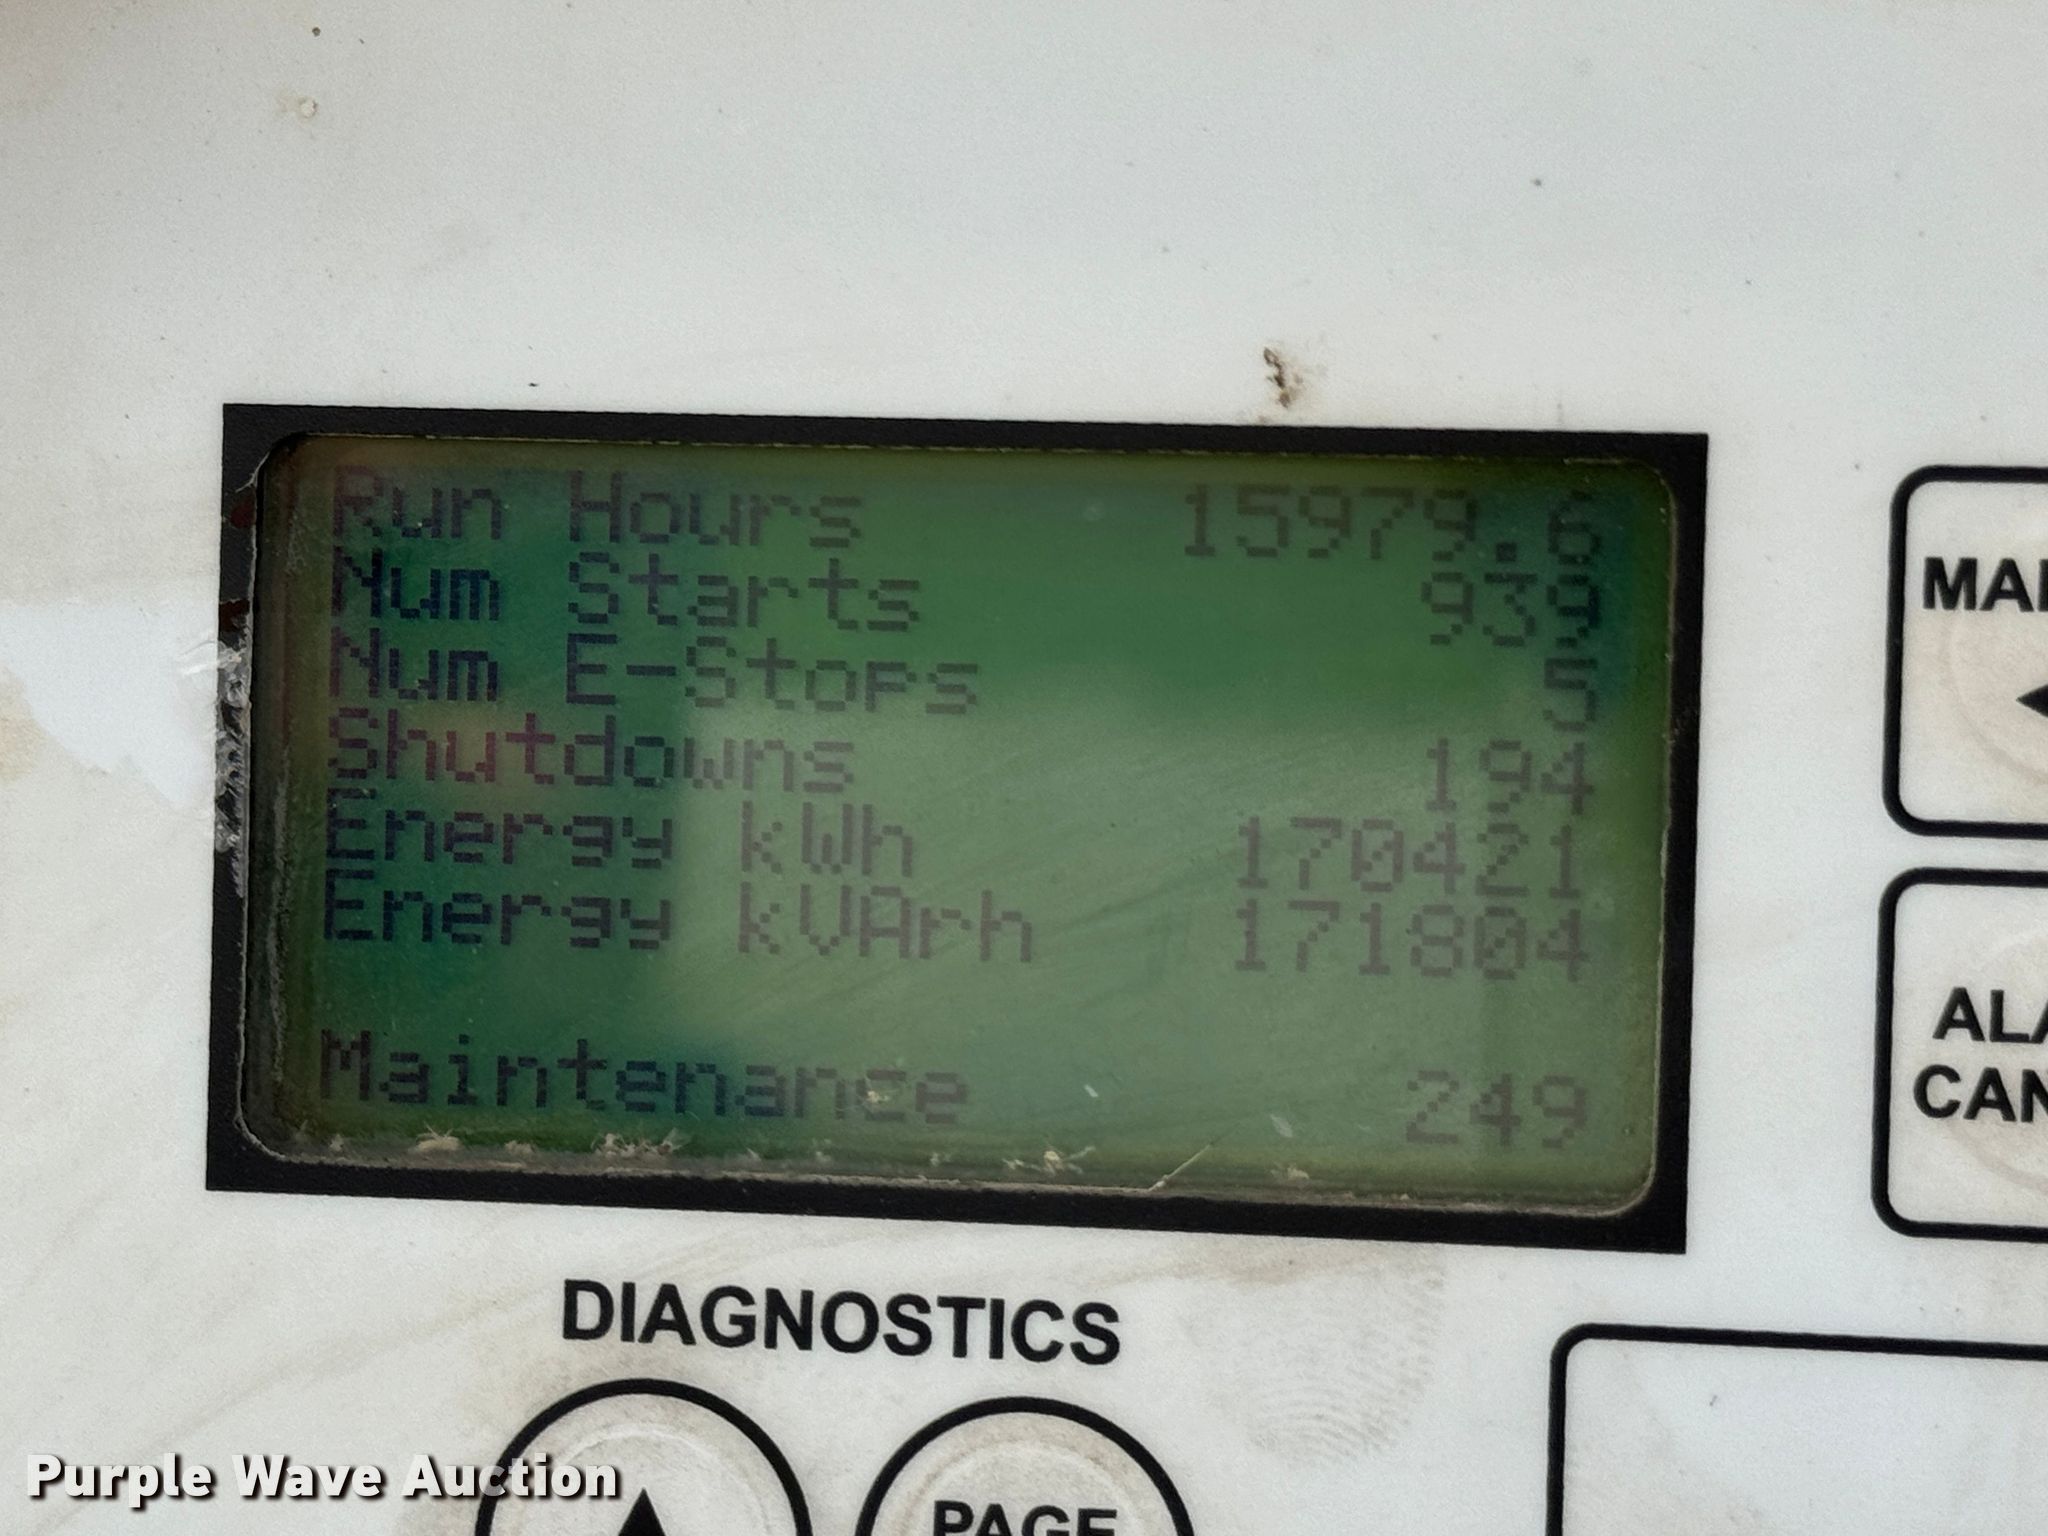 Run Hours 15979.6
Num Starts 939
Num E-Stops 5
Shutdowns 194
Energy kWh 170421
Energy kVArh 171804
Maintenance 249
DIAGNOSTICS
PAGE
Purple Wave Auction